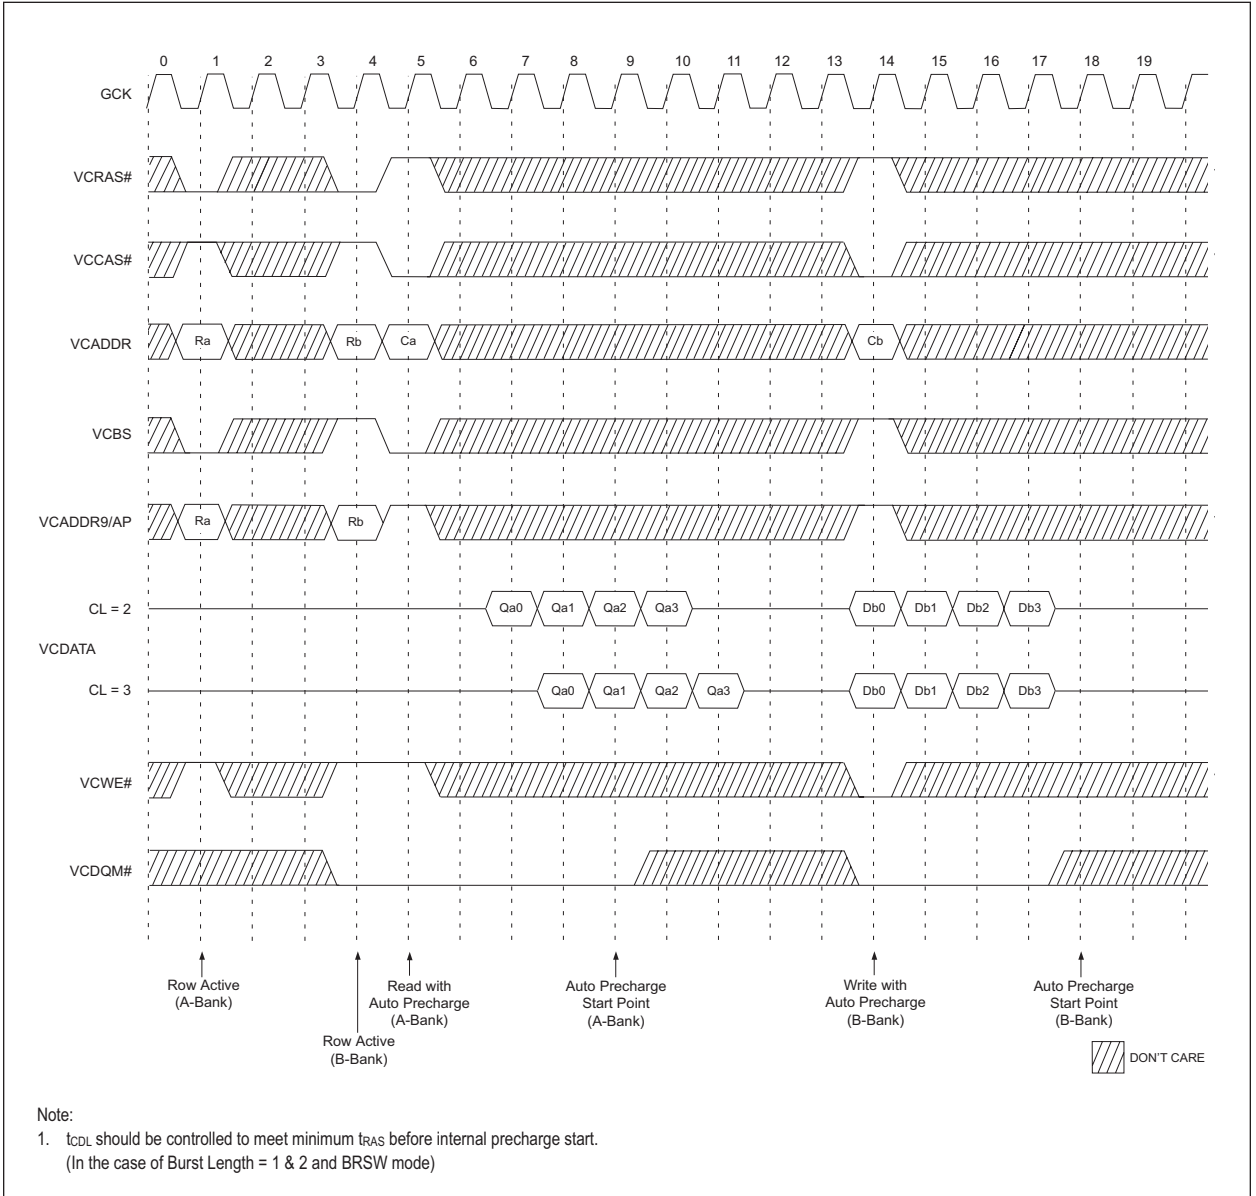 0 1 2 3 4 5 6 7 8 9 10 11 12 13 14 15 16 17 18 19
GCK
VCRAS#
VCCAS#
VCADDR Ra Rb Ca Cb
VCBS
VCADDR9/AP Ra Rb
CL = 2 Qa0 Qa1 Qa2 Qa3 Db0 Db1 Db2 Db3
VCDATA
CL = 3 Qa0 Qa1 Qa2 Qa3 Db0 Db1 Db2 Db3
VCWE#
VCDQM#
Row Active
(A-Bank)
Row Active
(B-Bank)
Read with
Auto Precharge
(A-Bank)
Auto Precharge
Start Point
(A-Bank)
Write with
Auto Precharge
(B-Bank)
Auto Precharge
Start Point
(B-Bank)
DON'T CARE
Note:
1. tCDL should be controlled to meet minimum tRAS before internal precharge start.
(In the case of Burst Length = 1 & 2 and BRSW mode)